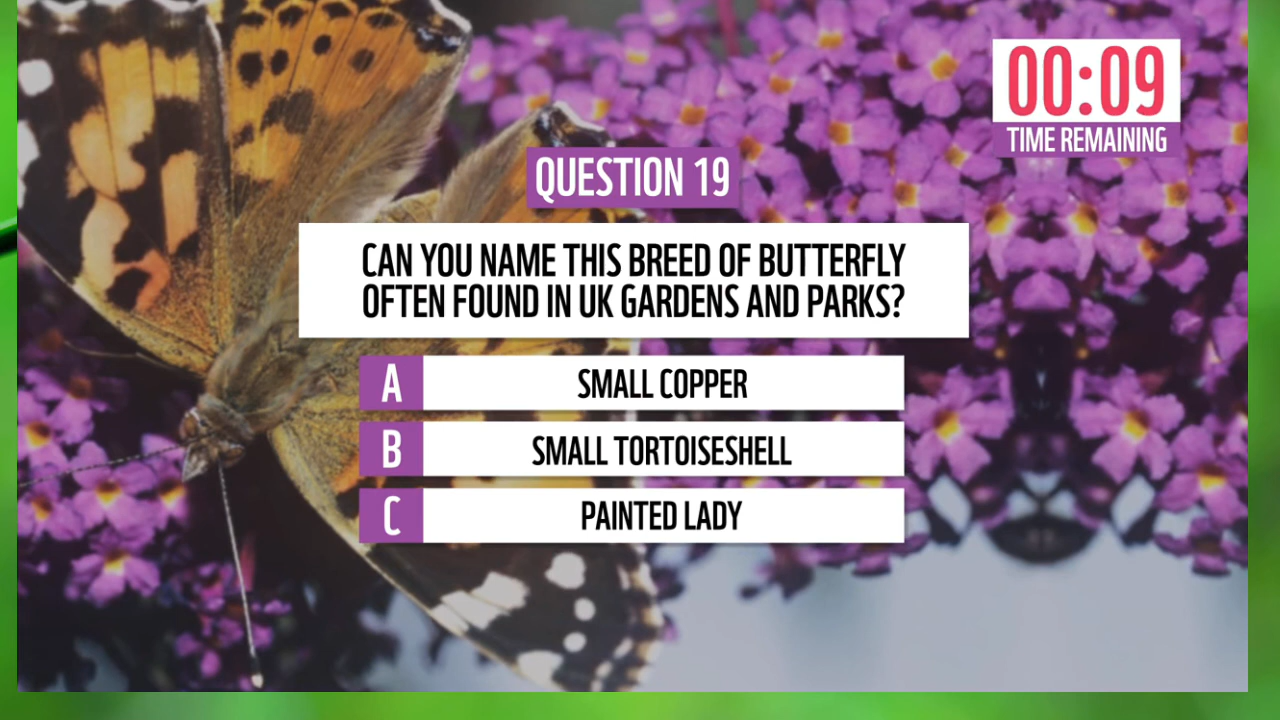 00:09
TIME REMAINING
QUESTION 19
CAN YOU NAME THIS BREED OF BUTTERFLY
OFTEN FOUND IN UK GARDENS AND PARKS?
A SMALL COPPER
B SMALL TORTOISESHELL
C PAINTED LADY